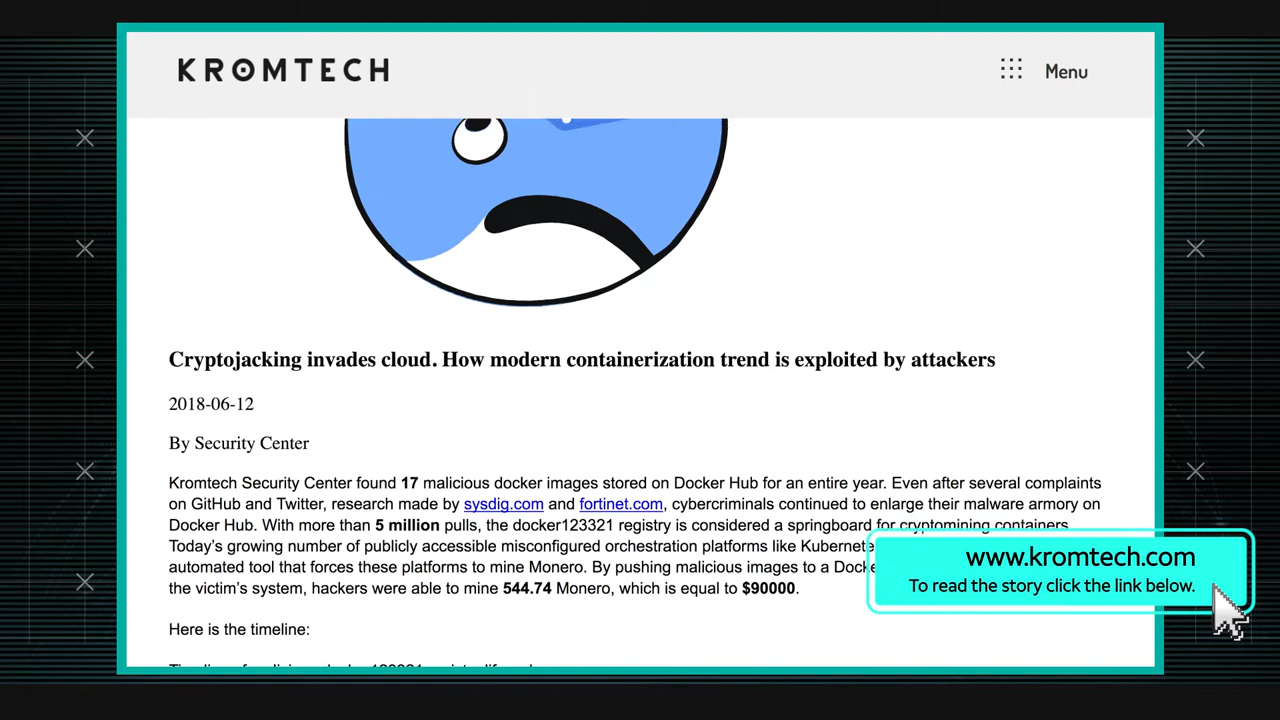 KROMTECH
Menu
Cryptojacking invades cloud. How modern containerization trend is exploited by attackers
2018-06-12
By Security Center
Kromtech Security Center found 17 malicious docker images stored on Docker Hub for an entire year. Even after several complaints
on GitHub and Twitter, research made by sysdig.com and fortinet.com, cybercriminals continued to enlarge their malware armory on
Docker Hub. With more than 5 million pulls, the docker123321 registry is considered a springboard for cryptomining containers.
Today's growing number of publicly accessible misconfigured orchestration platforms like
automated tool that forces these platforms to mine Monero. By pushing malicious images to a
the victim's system, hackers were able to mine 544.74 Monero, which is equal to $90000.
www.kromtech.com
To read the story click the link below.
Here is the timeline: